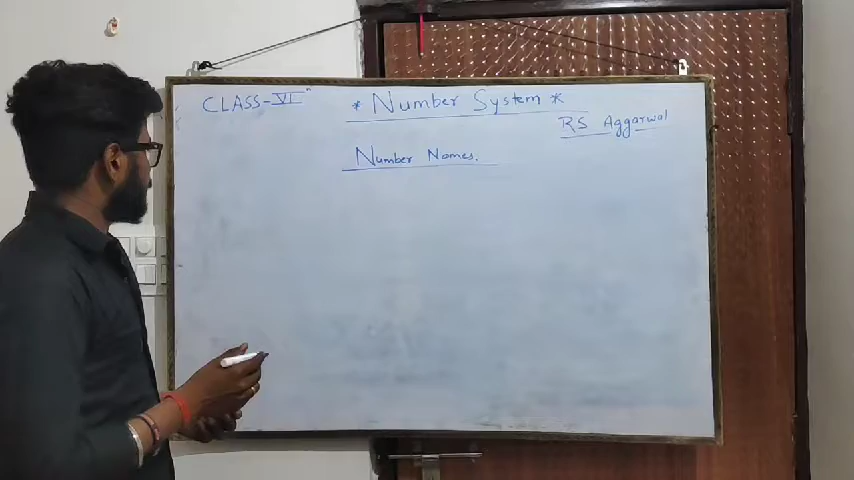 CLASS-VI"
* Number System *
RS Aggarwal
Number Names.